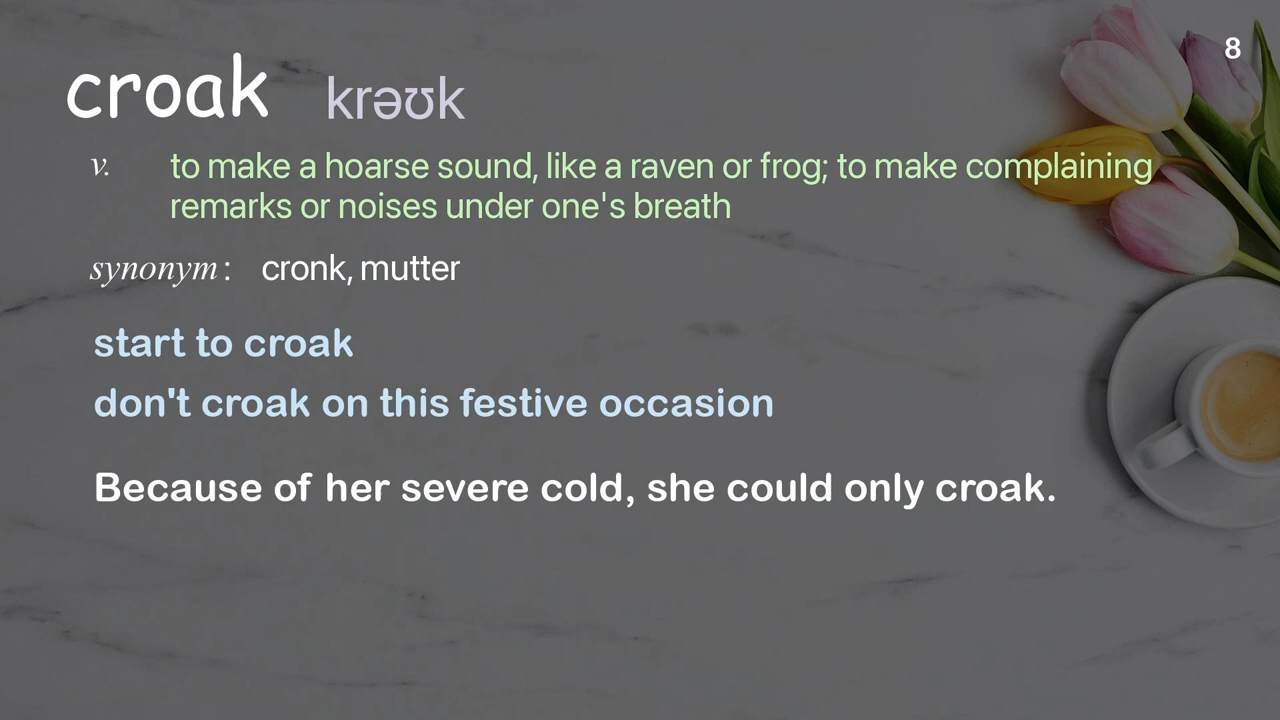 8
croak krəʊk
v. to make a hoarse sound, like a raven or frog; to make complaining
remarks or noises under one's breath
synonym: cronk, mutter
start to croak
don't croak on this festive occasion
Because of her severe cold, she could only croak.